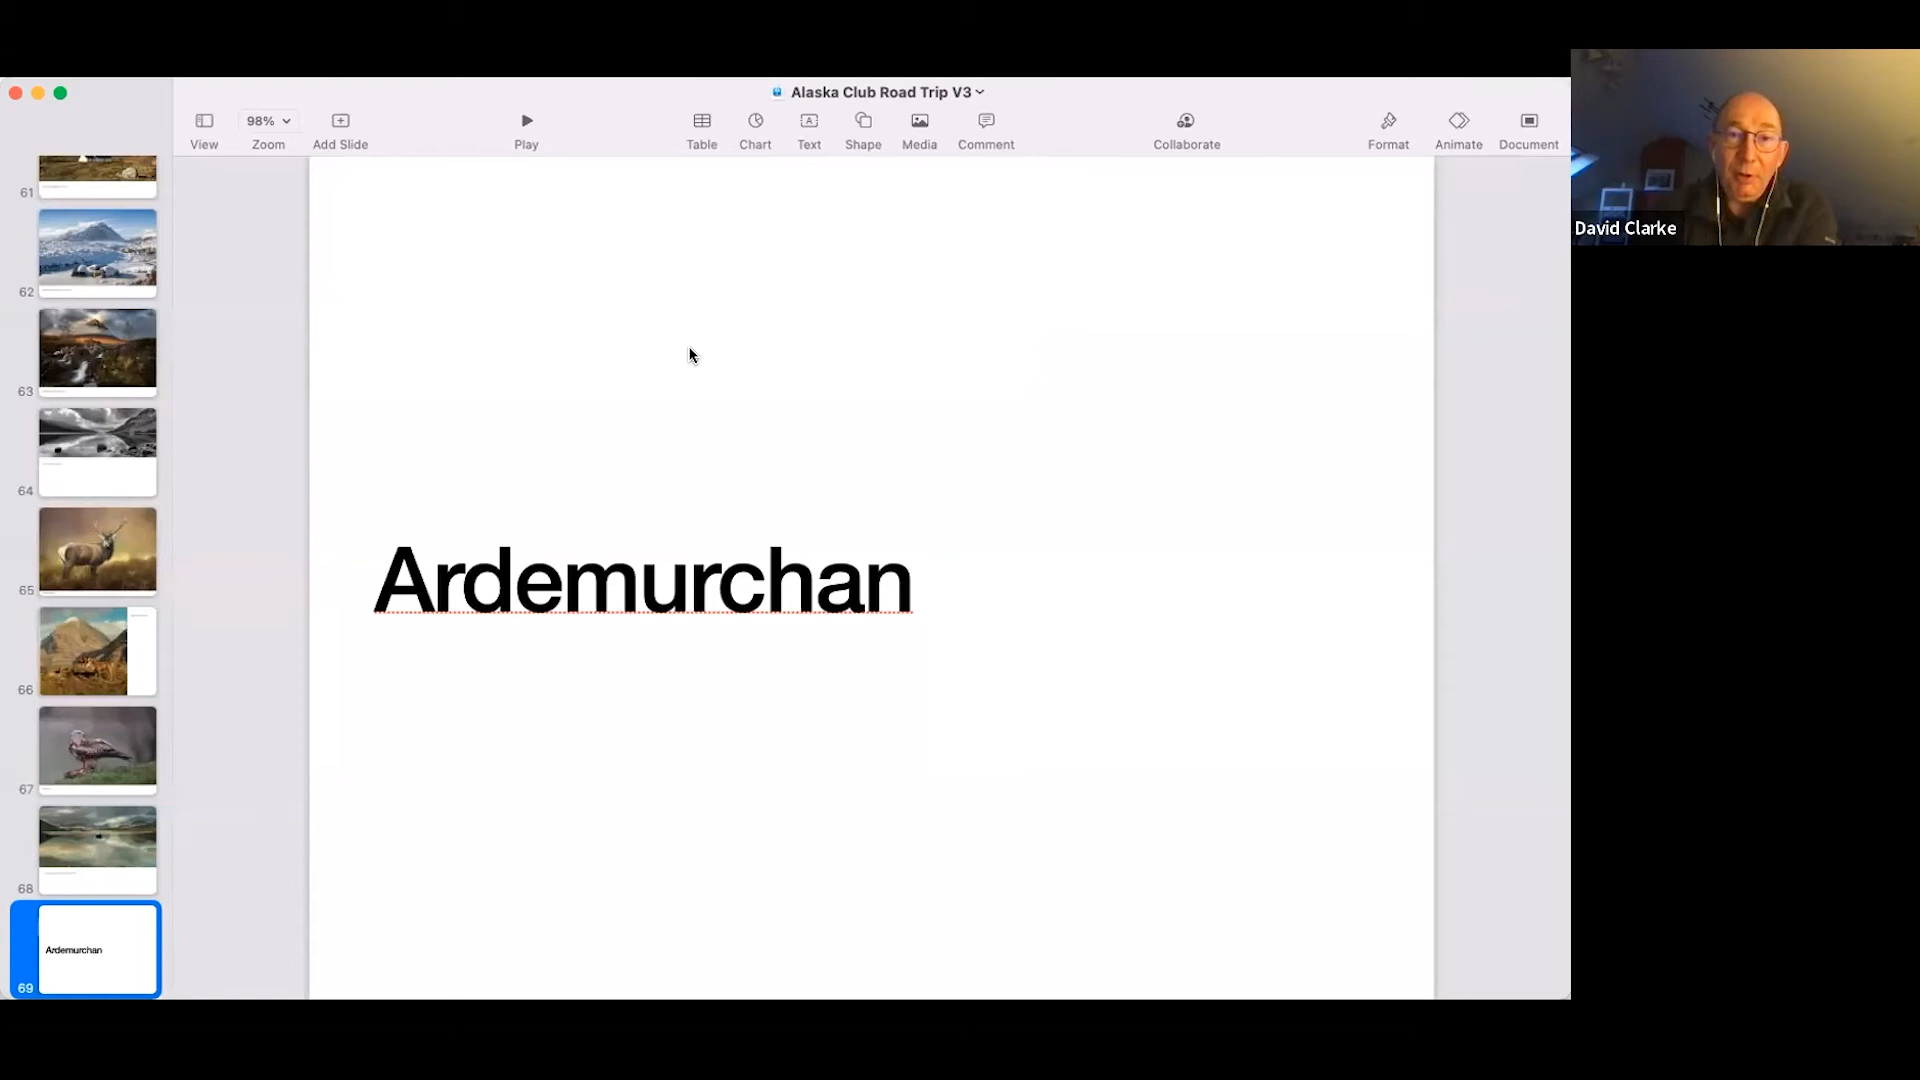 Alaska Club Road Trip V3
98%
View Zoom Add Slide Play Table Chart Text Shape Media Comment Collaborate Format Animate Document
61
62
63
64
65
66
67
68
Ardemurchan
69
Ardemurchan
David Clarke